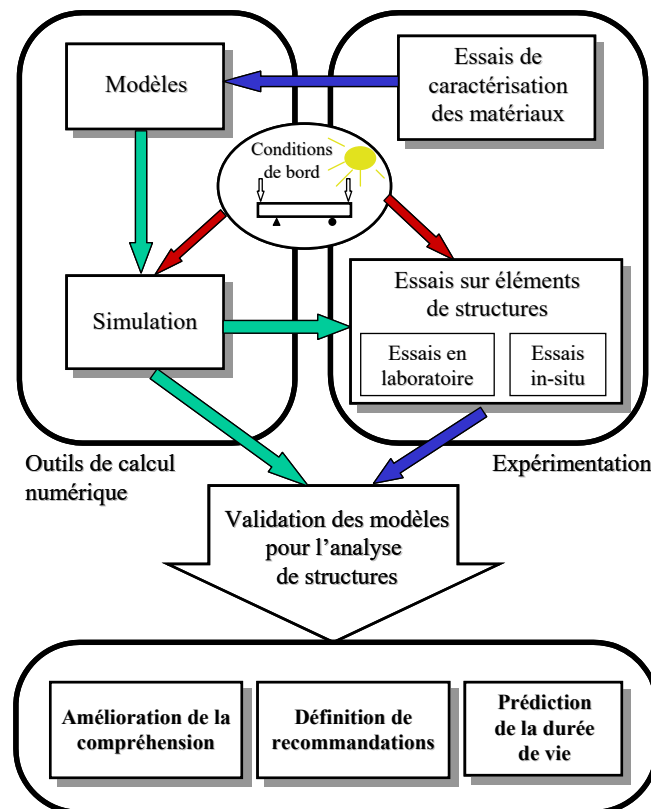 Modèles
Essais de
caractérisation
des matériaux
Conditions
de bord
Simulation
Essais sur éléments
de structures
Essais en
laboratoire
Essais
in-situ
Outils de calcul
numérique
Expérimentation
Validation des modèles
pour l’analyse
de structures
Amélioration de la
compréhension
Définition de
recommandations
Prédiction
de la durée
de vie